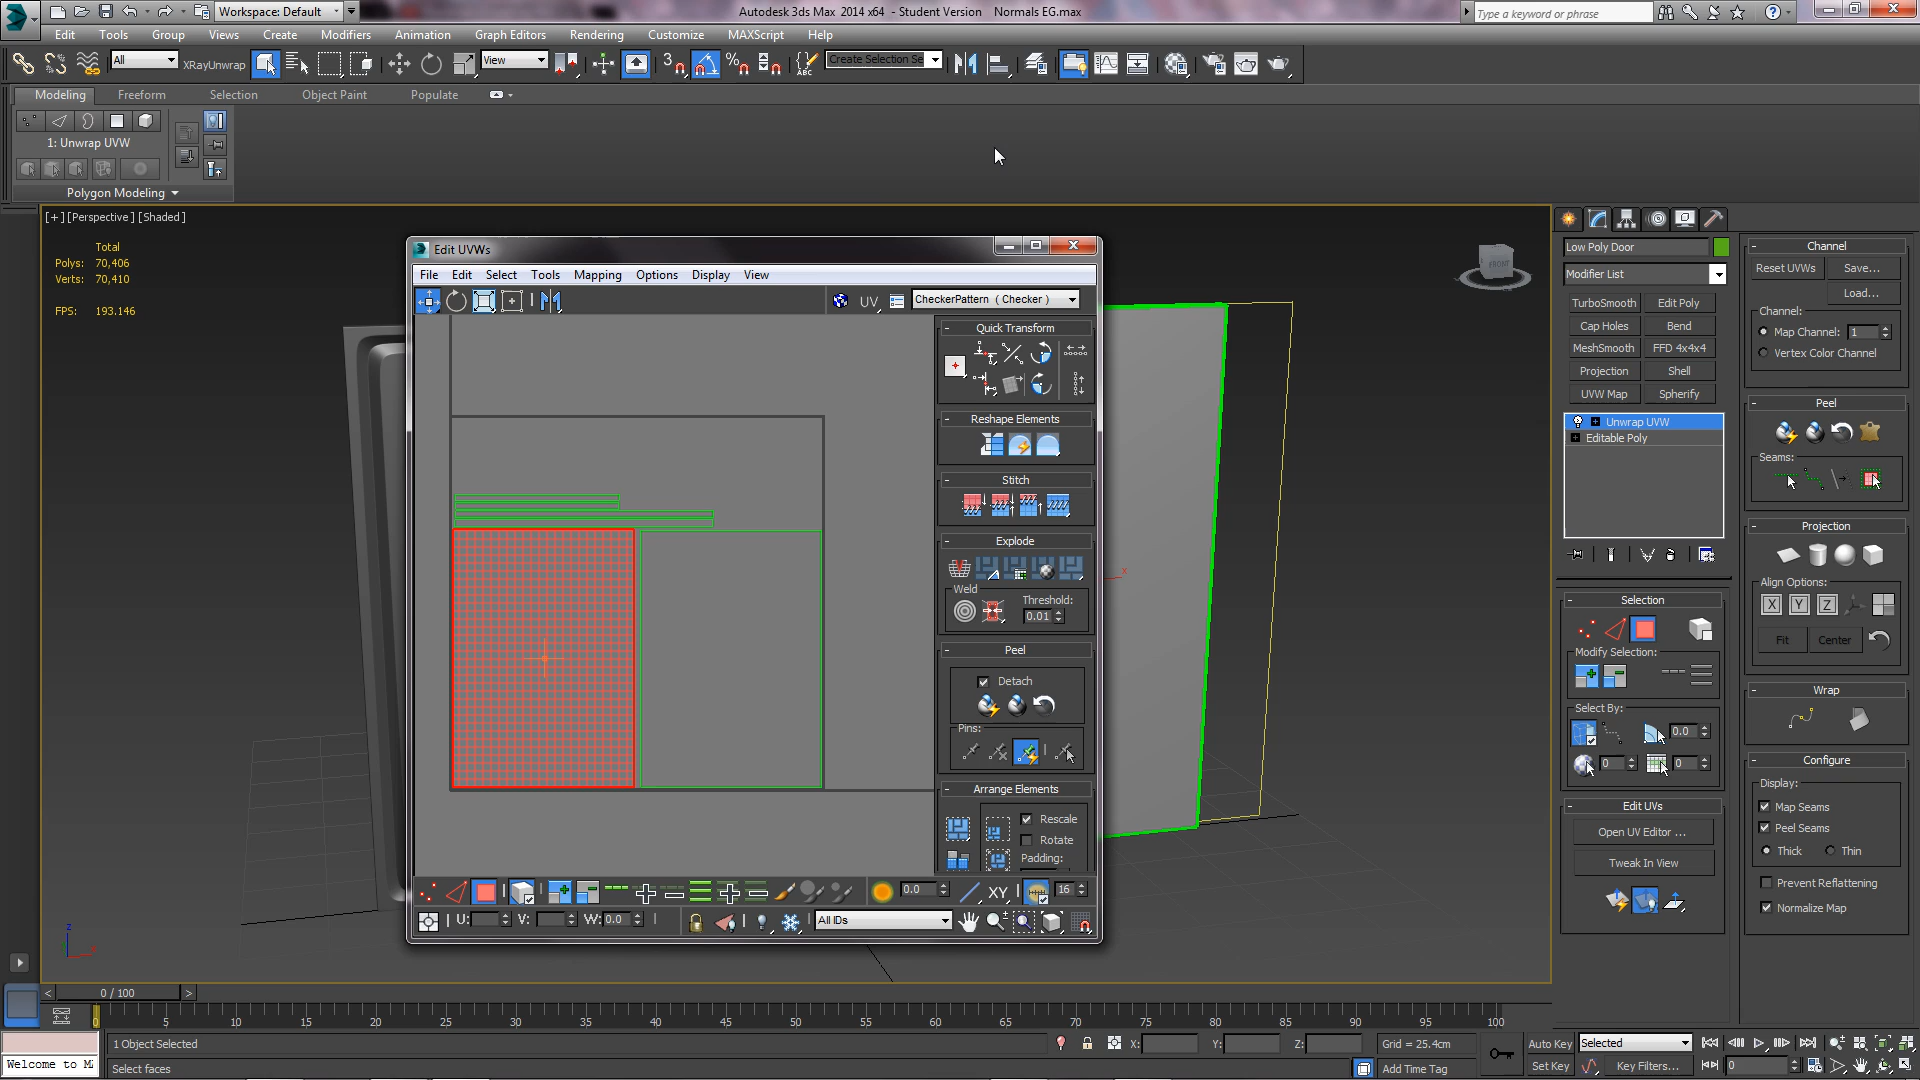 Workspace: Default
Autodesk 3ds Max 2014 x64 - Student Version Normals EG.max
Type a keyword or phrase
Edit Tools Group Views Create Modifiers Animation Graph Editors Rendering Customize MAXScript Help
All XRayUnwrap View 3 Create Selection Se
Modeling Freeform Selection Object Paint Populate
1: Unwrap UVW
Polygon Modeling
[+] [Perspective] [Shaded]
Total
Polys: 70,406
Verts: 70,410
FPS: 193.146
Edit UVWs
File Edit Select Tools Mapping Options Display View
UV CheckerPattern ( Checker )
Quick Transform
Reshape Elements
Stitch
Explode
Weld
Threshold:
0.01
Peel
Detach
Pins:
Arrange Elements
Rescale
Rotate
Padding:
0.0 XY 16
U: V: W: 0.0 All IDs
FRONT
x
z
Low Poly Door
Modifier List
TurboSmooth Edit Poly
Cap Holes Bend
MeshSmooth FFD 4x4x4
Projection Shell
UVW Map Spherify
Unwrap UVW
Editable Poly
Selection
Modify Selection:
Select By:
0.0
0 0
Edit UVs
Open UV Editor ...
Tweak In View
Channel
Reset UVWs Save...
Load...
Channel:
Map Channel: 1
Vertex Color Channel
Peel
Seams:
Projection
Align Options:
X Y Z
Fit Center
Wrap
Configure
Display:
Map Seams
Peel Seams
Thick Thin
Prevent Reflattening
Normalize Map
< 0 / 100 >
0 5 10 15 20 25 30 35 40 45 50 55 60 65 70 75 80 85 90 95 100
1 Object Selected X: Y: Z: Grid = 25.4cm Auto Key Selected
Welcome to M Select faces Add Time Tag Set Key Key Filters... 0